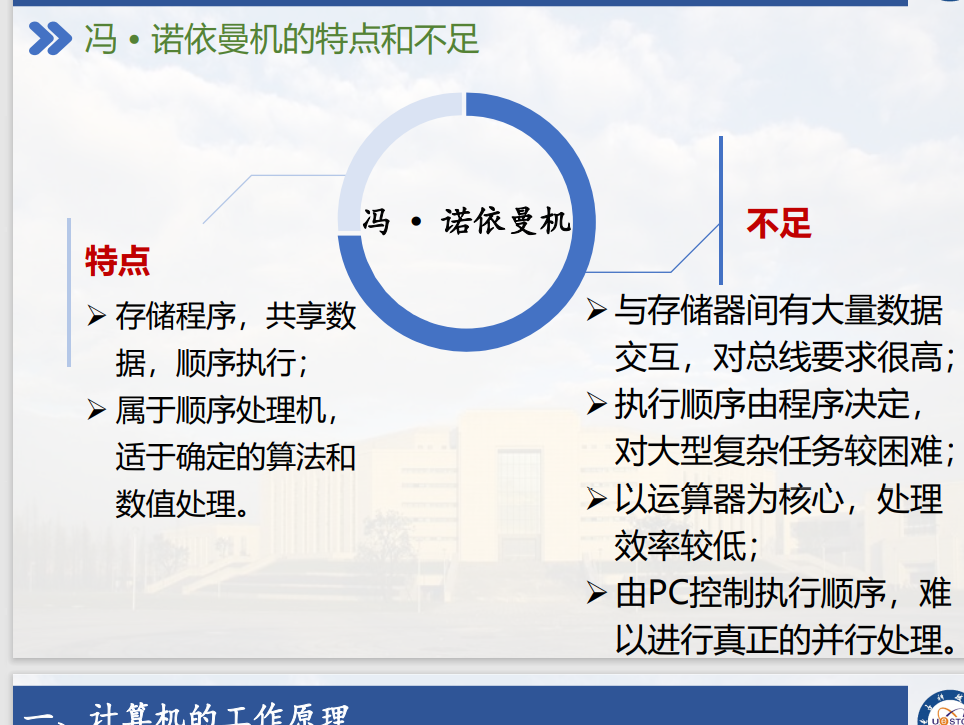 冯•诺依曼机的特点和不足
冯 • 诺依曼机
特点
存储程序，共享数
据，顺序执行；
属于顺序处理机，
适于确定的算法和
数值处理。
不足
与存储器间有大量数据
交互，对总线要求很高；
执行顺序由程序决定，
对大型复杂任务较困难；
以运算器为核心，处理
效率较低；
由PC控制执行顺序，难
以进行真正的并行处理。
一、计算机的工作原理